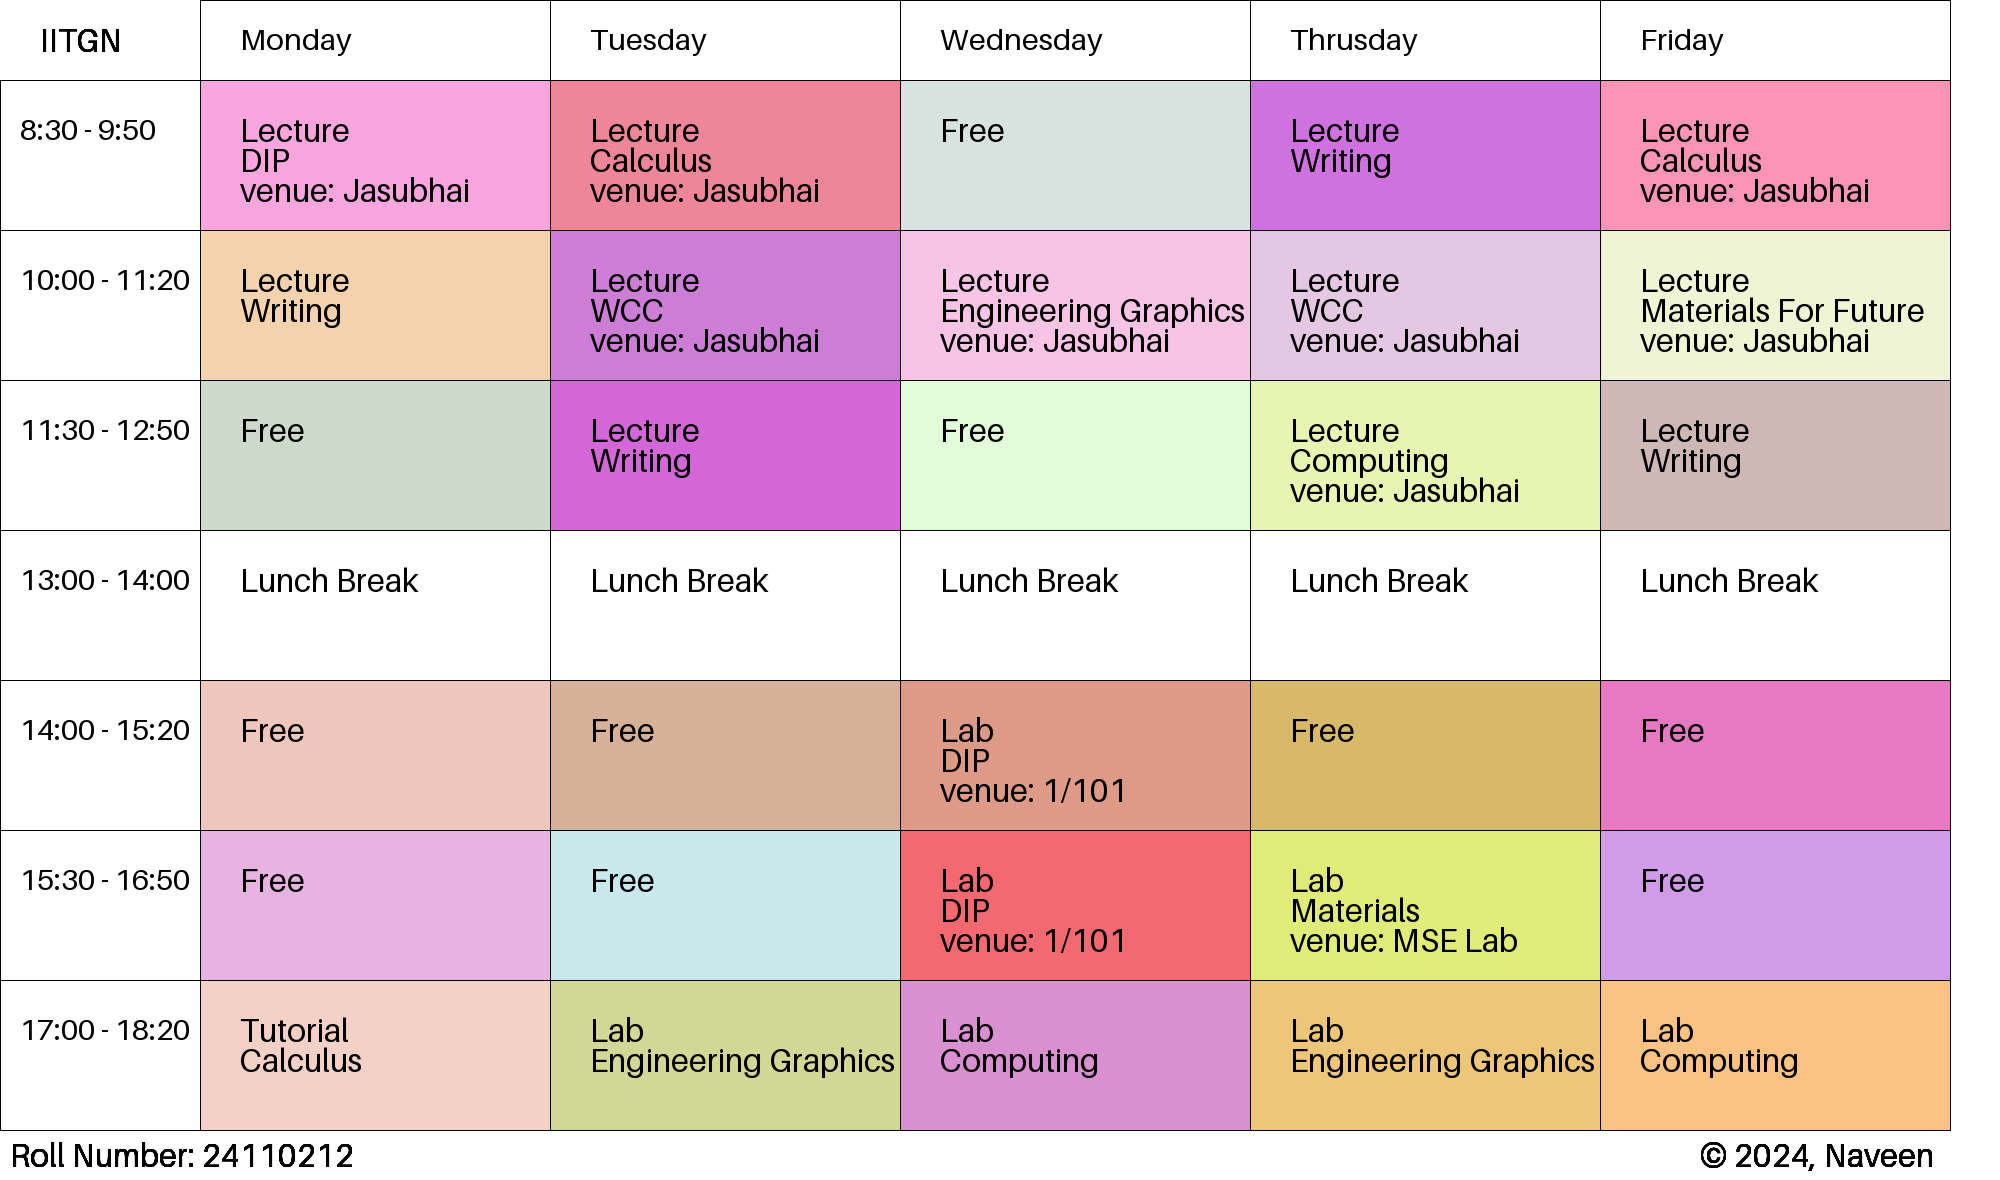 IITGN
Monday
Tuesday
Wednesday
Thrusday
Friday
8:30 - 9:50
Lecture
DIP
venue: Jasubhai
Lecture
Calculus
venue: Jasubhai
Free
Lecture
Writing
Lecture
Calculus
venue: Jasubhai
10:00 - 11:20
Lecture
Writing
Lecture
WCC
venue: Jasubhai
Lecture
Engineering Graphics
venue: Jasubhai
Lecture
WCC
venue: Jasubhai
Lecture
Materials For Future
venue: Jasubhai
11:30 - 12:50
Free
Lecture
Writing
Free
Lecture
Computing
venue: Jasubhai
Lecture
Writing
13:00 - 14:00
Lunch Break
Lunch Break
Lunch Break
Lunch Break
Lunch Break
14:00 - 15:20
Free
Free
Lab
DIP
venue: 1/101
Free
Free
15:30 - 16:50
Free
Free
Lab
DIP
venue: 1/101
Lab
Materials
venue: MSE Lab
Free
17:00 - 18:20
Tutorial
Calculus
Lab
Engineering Graphics
Lab
Computing
Lab
Engineering Graphics
Lab
Computing
Roll Number: 24110212
© 2024, Naveen